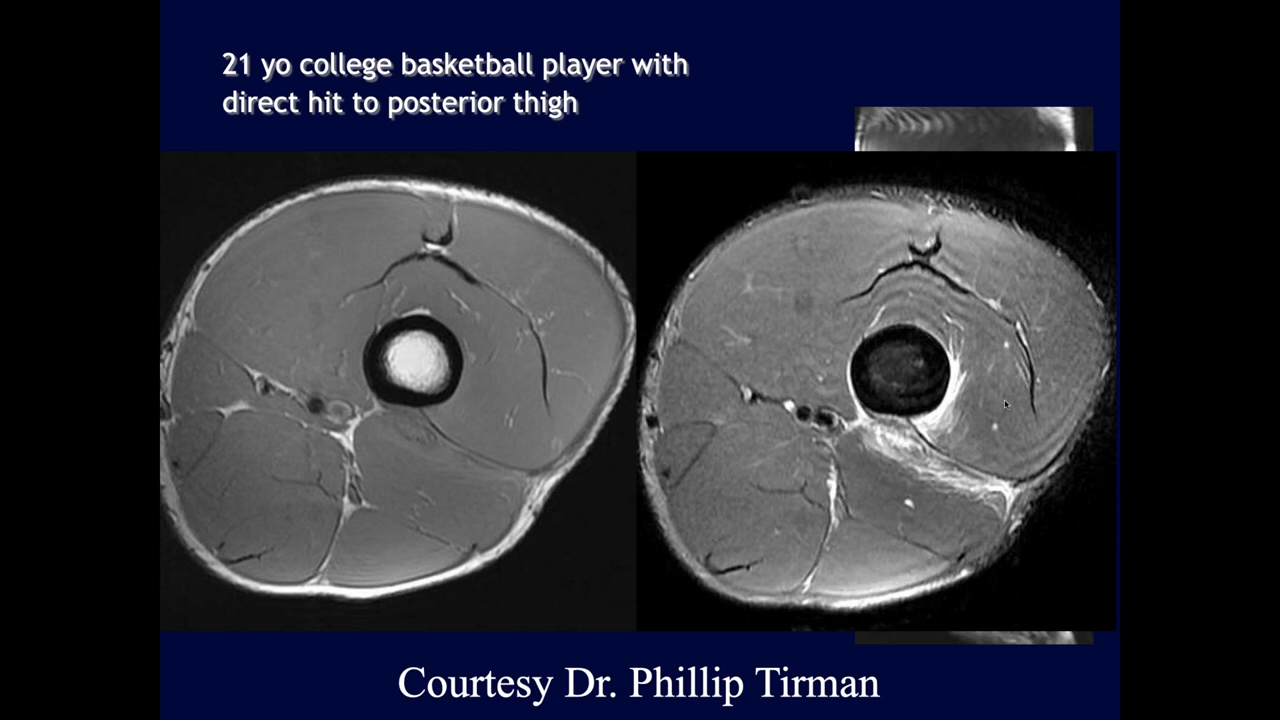 21 yo college basketball player with
direct hit to posterior thigh
Courtesy Dr. Phillip Tirman